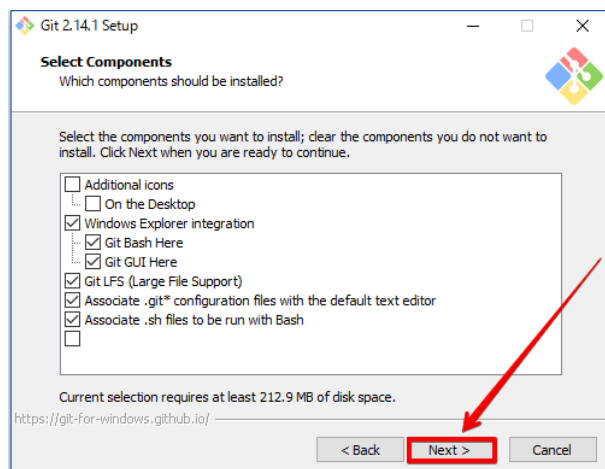 Git 2.14.1 Setup
Select Components
Which components should be installed?
Select the components you want to install; clear the components you do not want to
install. Click Next when you are ready to continue.
Additional icons
On the Desktop
Windows Explorer integration
Git Bash Here
Git GUI Here
Git LFS (Large File Support)
Associate .git* configuration files with the default text editor
Associate .sh files to be run with Bash
Current selection requires at least 212.9 MB of disk space.
https://git-for-windows.github.io/
< Back Next > Cancel